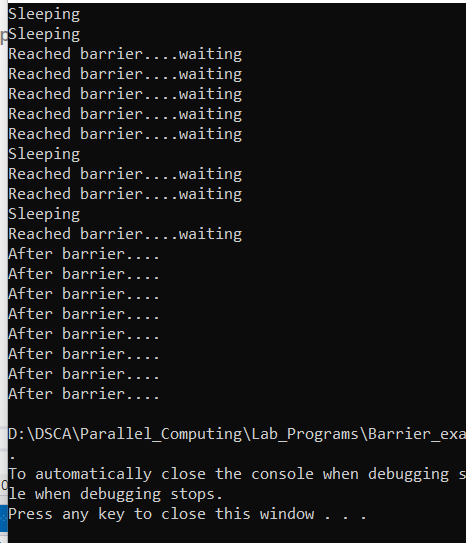 Sleeping
Sleeping
Reached barrier....waiting
Reached barrier....waiting
Reached barrier....waiting
Reached barrier....waiting
Reached barrier....waiting
Sleeping
Reached barrier....waiting
Reached barrier....waiting
Sleeping
Reached barrier....waiting
After barrier....
After barrier....
After barrier....
After barrier....
After barrier....
After barrier....
After barrier....
After barrier....
D:\DSCA\Parallel_Computing\Lab_Programs\Barrier_exa
.
To automatically close the console when debugging s
le when debugging stops.
Press any key to close this window . . .